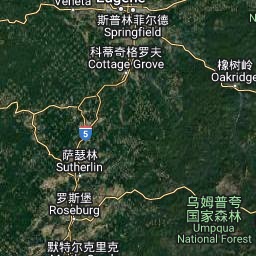 Veneta
Eugene
斯普林菲尔德
Springfield
科蒂奇格罗夫
Cottage Grove
橡树岭
Oakridge
5
萨瑟林
Sutherlin
罗斯堡
Roseburg
乌姆普夸
国家森林
Umpqua
National Forest
默特尔克里克